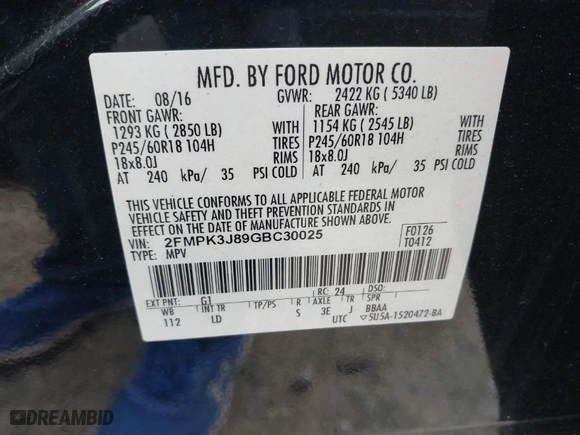 MFD. BY FORD MOTOR CO.
DATE: 08/16 GVWR: 2422 KG ( 5340 LB)
FRONT GAWR: REAR GAWR:
1293 KG ( 2850 LB) WITH 1154 KG ( 2545 LB) WITH
P245/60R18 104H TIRES P245/60R18 104H TIRES
18x8.0J RIMS 18x8.0J RIMS
AT 240 kPa/ 35 PSI COLD AT 240 kPa/ 35 PSI COLD
THIS VEHICLE CONFORMS TO ALL APPLICABLE FEDERAL MOTOR
VEHICLE SAFETY AND THEFT PREVENTION STANDARDS IN
EFFECT ON THE DATE OF MANUFACTURE SHOWN ABOVE.
VIN: 2FMPK3J89GBC30025 F0126
TYPE: MPV T0412
EXT PNT: G1 RC: 24 DSO:
WB INT TR TP/PS R AXLE TR SPR
112 LD S 3E J BBAA
UTC ▽5U5A-1520472-BA
DREAMBID